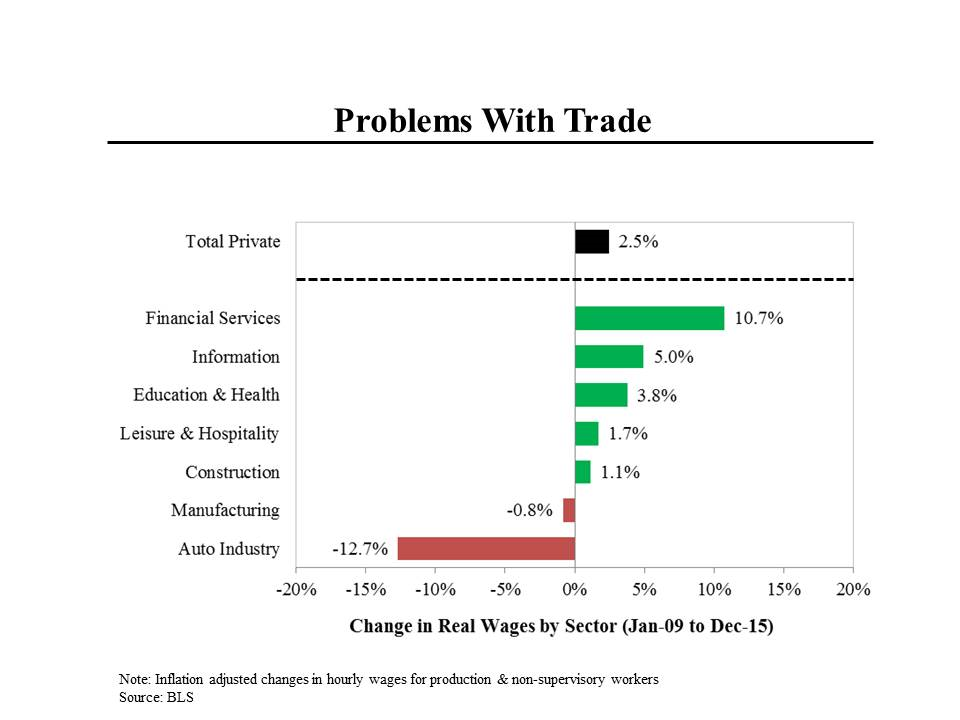 Problems With Trade
Total Private 2.5%
Financial Services 10.7%
Information 5.0%
Education & Health 3.8%
Leisure & Hospitality 1.7%
Construction 1.1%
Manufacturing -0.8%
Auto Industry -12.7%
-20% -15% -10% -5% 0% 5% 10% 15% 20%
Change in Real Wages by Sector (Jan-09 to Dec-15)
Note: Inflation adjusted changes in hourly wages for production & non-supervisory workers
Source: BLS